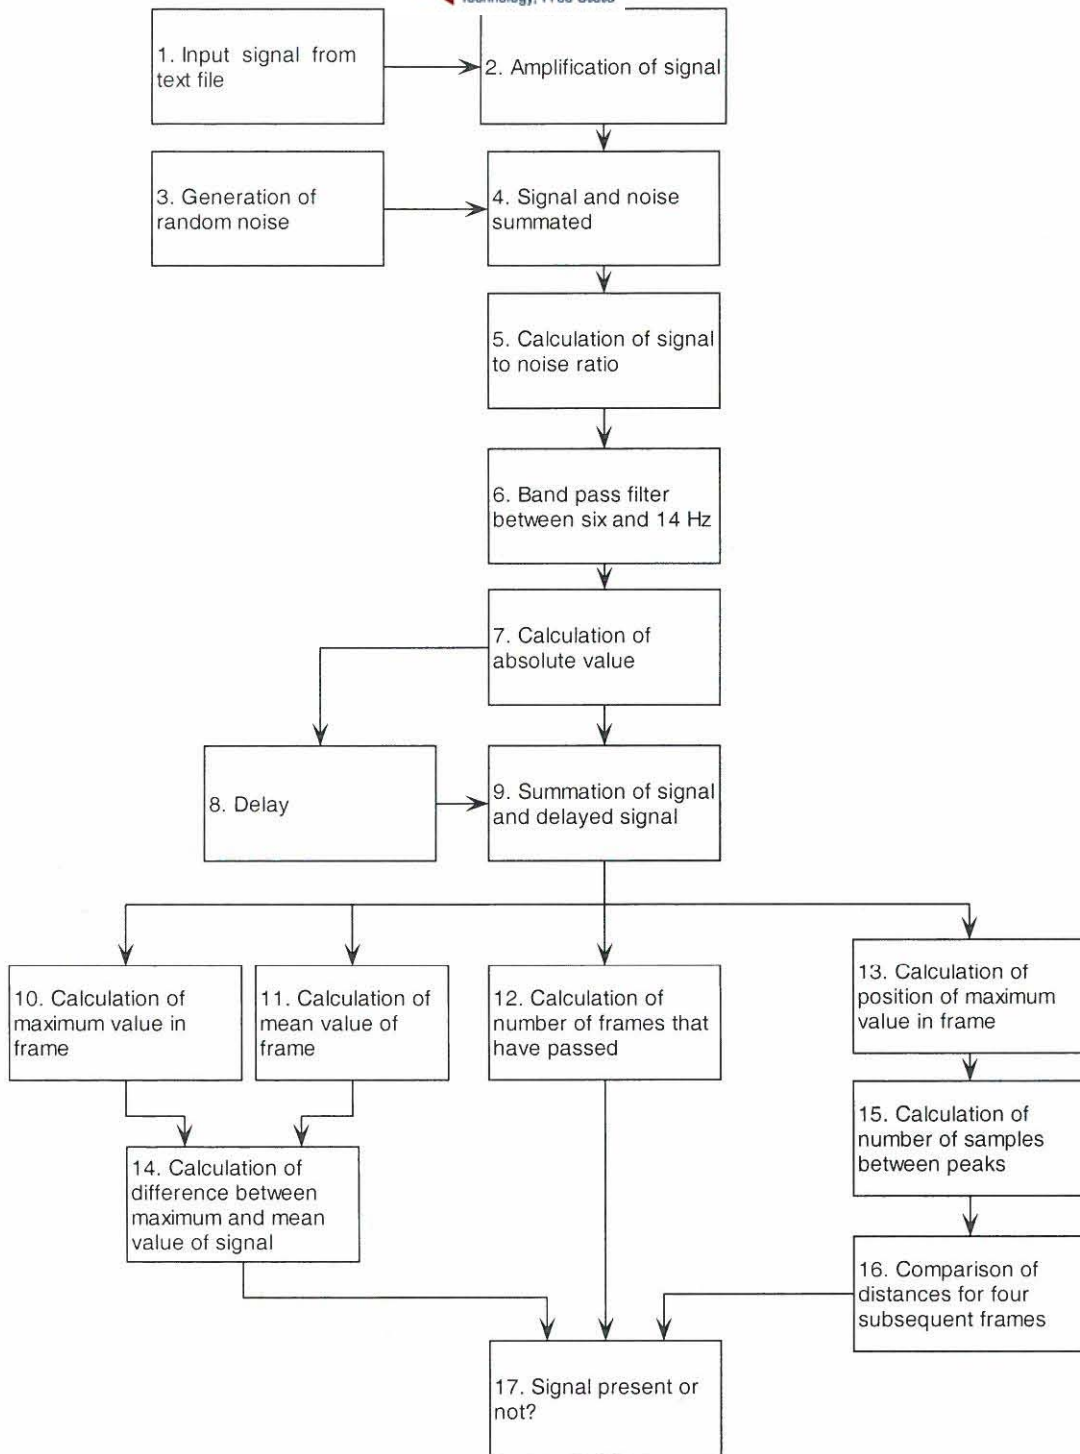 Technology, Free State
1. Input signal from
text file
2. Amplification of signal
3. Generation of
random noise
4. Signal and noise
summated
5. Calculation of signal
to noise ratio
6. Band pass filter
between six and 14 Hz
7. Calculation of
absolute value
8. Delay
9. Summation of signal
and delayed signal
10. Calculation of
maximum value in
frame
11. Calculation of
mean value of
frame
12. Calculation of
number of frames that
have passed
13. Calculation of
position of maximum
value in frame
14. Calculation of
difference between
maximum and mean
value of signal
15. Calculation of
number of samples
between peaks
16. Comparison of
distances for four
subsequent frames
17. Signal present or
not?